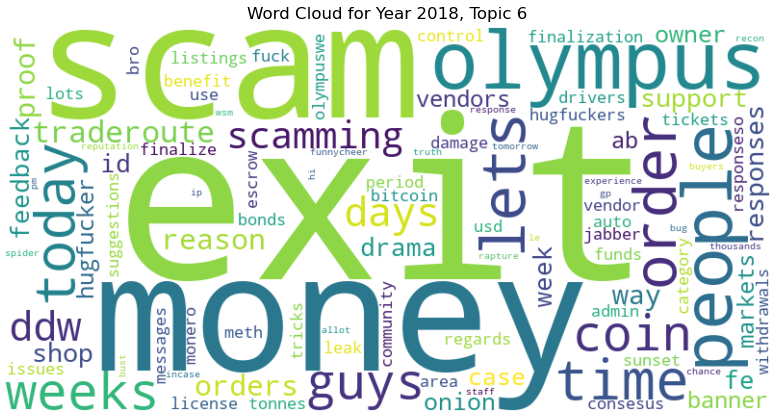 Word Cloud for Year 2018, Topic 6
scam
exit
money
olympus
people
order
lets
today
time
coin
guys
weeks
scamming
days
ddw
traderoute
reason
proof
feedback
hugfucker
id
shop
issues
orders
license
tonnes
meth
monero
messages
bust
incase
pm
spider
suggestions
finalize
reputation
wsm
bro
lots
listings
benefit
use
fuck
olympuswe
control
vendors
response
finalization
owner
recon
drivers
support
hugfuckers
tickets
damage
tomorrow
ab
responses
responseso
escrow
funnycheer
truth
hi
ip
period
bitcoin
bonds
drama
usd
rapture
le
experience
gp
vendor
auto
jabber
bug
buyers
thousands
funds
category
markets
withdrawals
week
way
admin
sunset
chance
fe
banner
consesus
case
onion
area
staff
regards
community
leak
allot
tricks